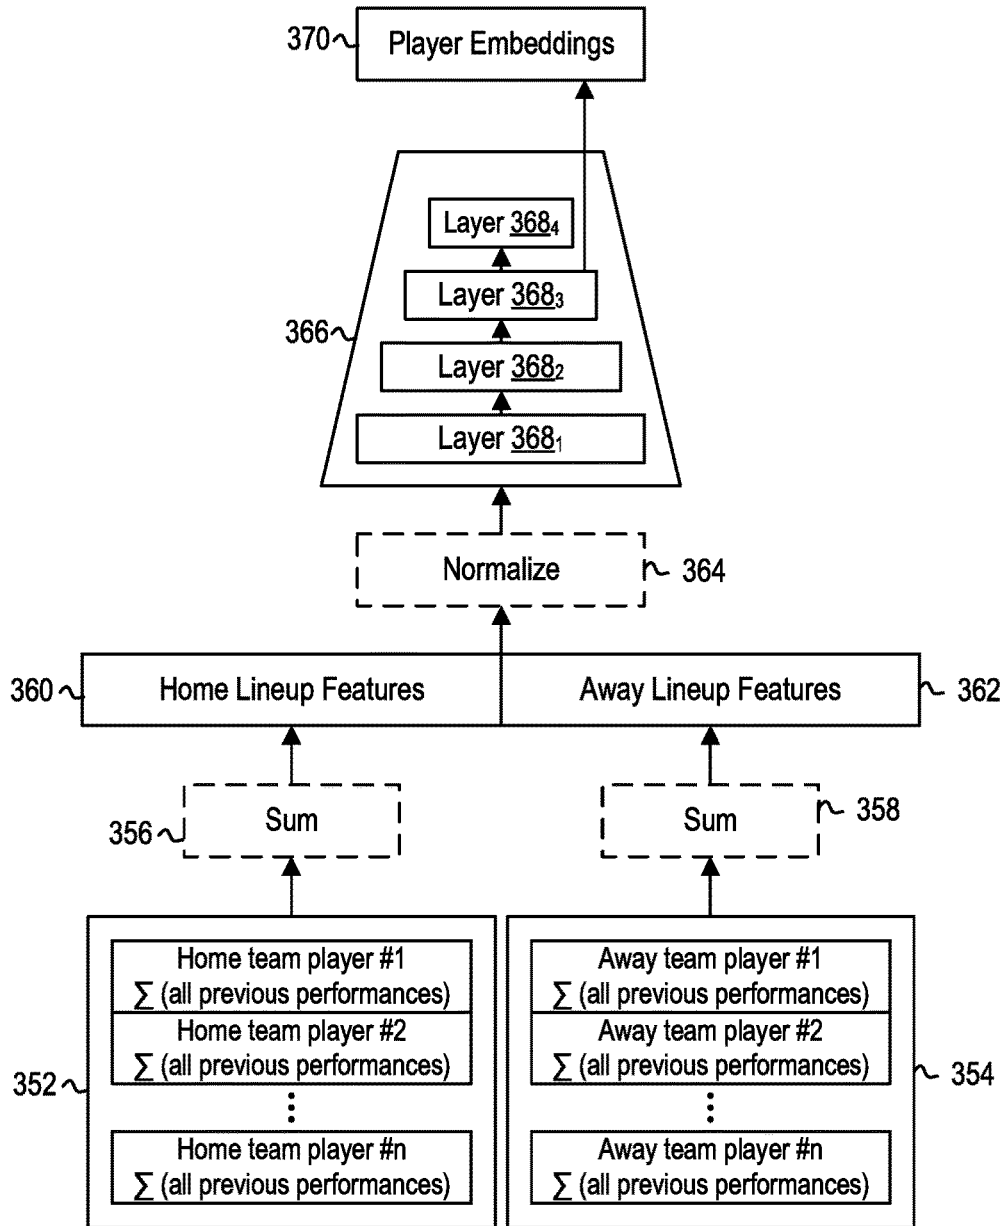 370 Player Embeddings
Layer 368₄
Layer 368₃
366
Layer 368₂
Layer 368₁
Normalize 364
360 Home Lineup Features Away Lineup Features 362
356 Sum Sum 358
Home team player #1 Away team player #1
∑ (all previous performances) ∑ (all previous performances)
Home team player #2 Away team player #2
∑ (all previous performances) ∑ (all previous performances)
352 354
⋮ ⋮
Home team player #n Away team player #n
∑ (all previous performances) ∑ (all previous performances)